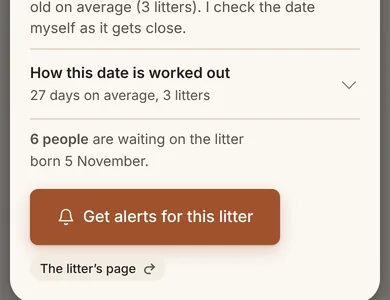 old on average (3 litters). I check the date
myself as it gets close.
How this date is worked out
27 days on average, 3 litters
6 people are waiting on the litter
born 5 November.
Get alerts for this litter
The litter’s page